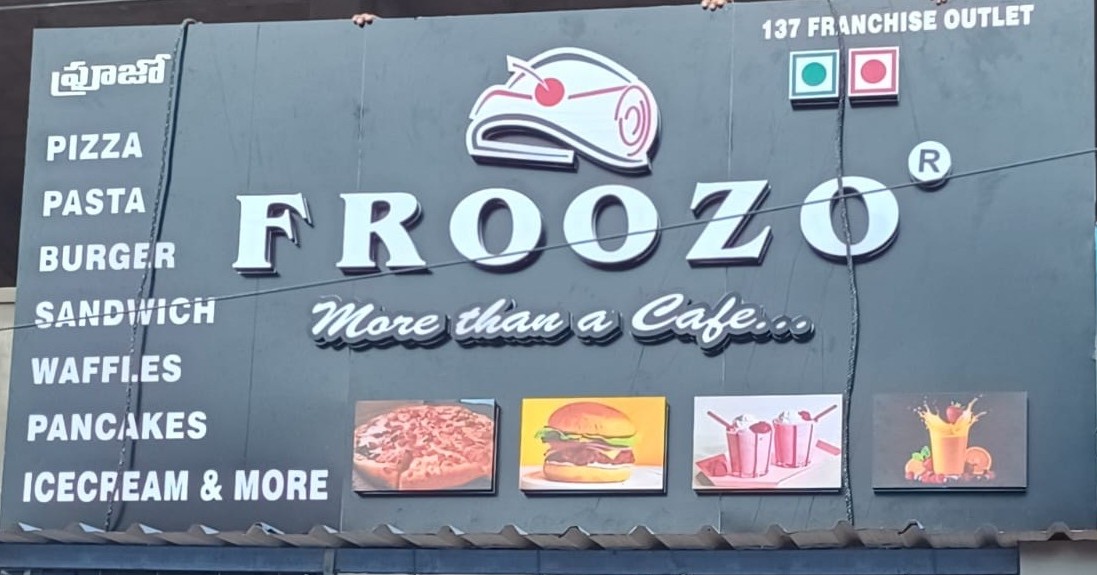 137 FRANCHISE OUTLET
ఫ్రూజో
PIZZA
PASTA
BURGER
SANDWICH
WAFFLES
PANCAKES
ICECREAM & MORE
FROOZO®
More than a Cafe...